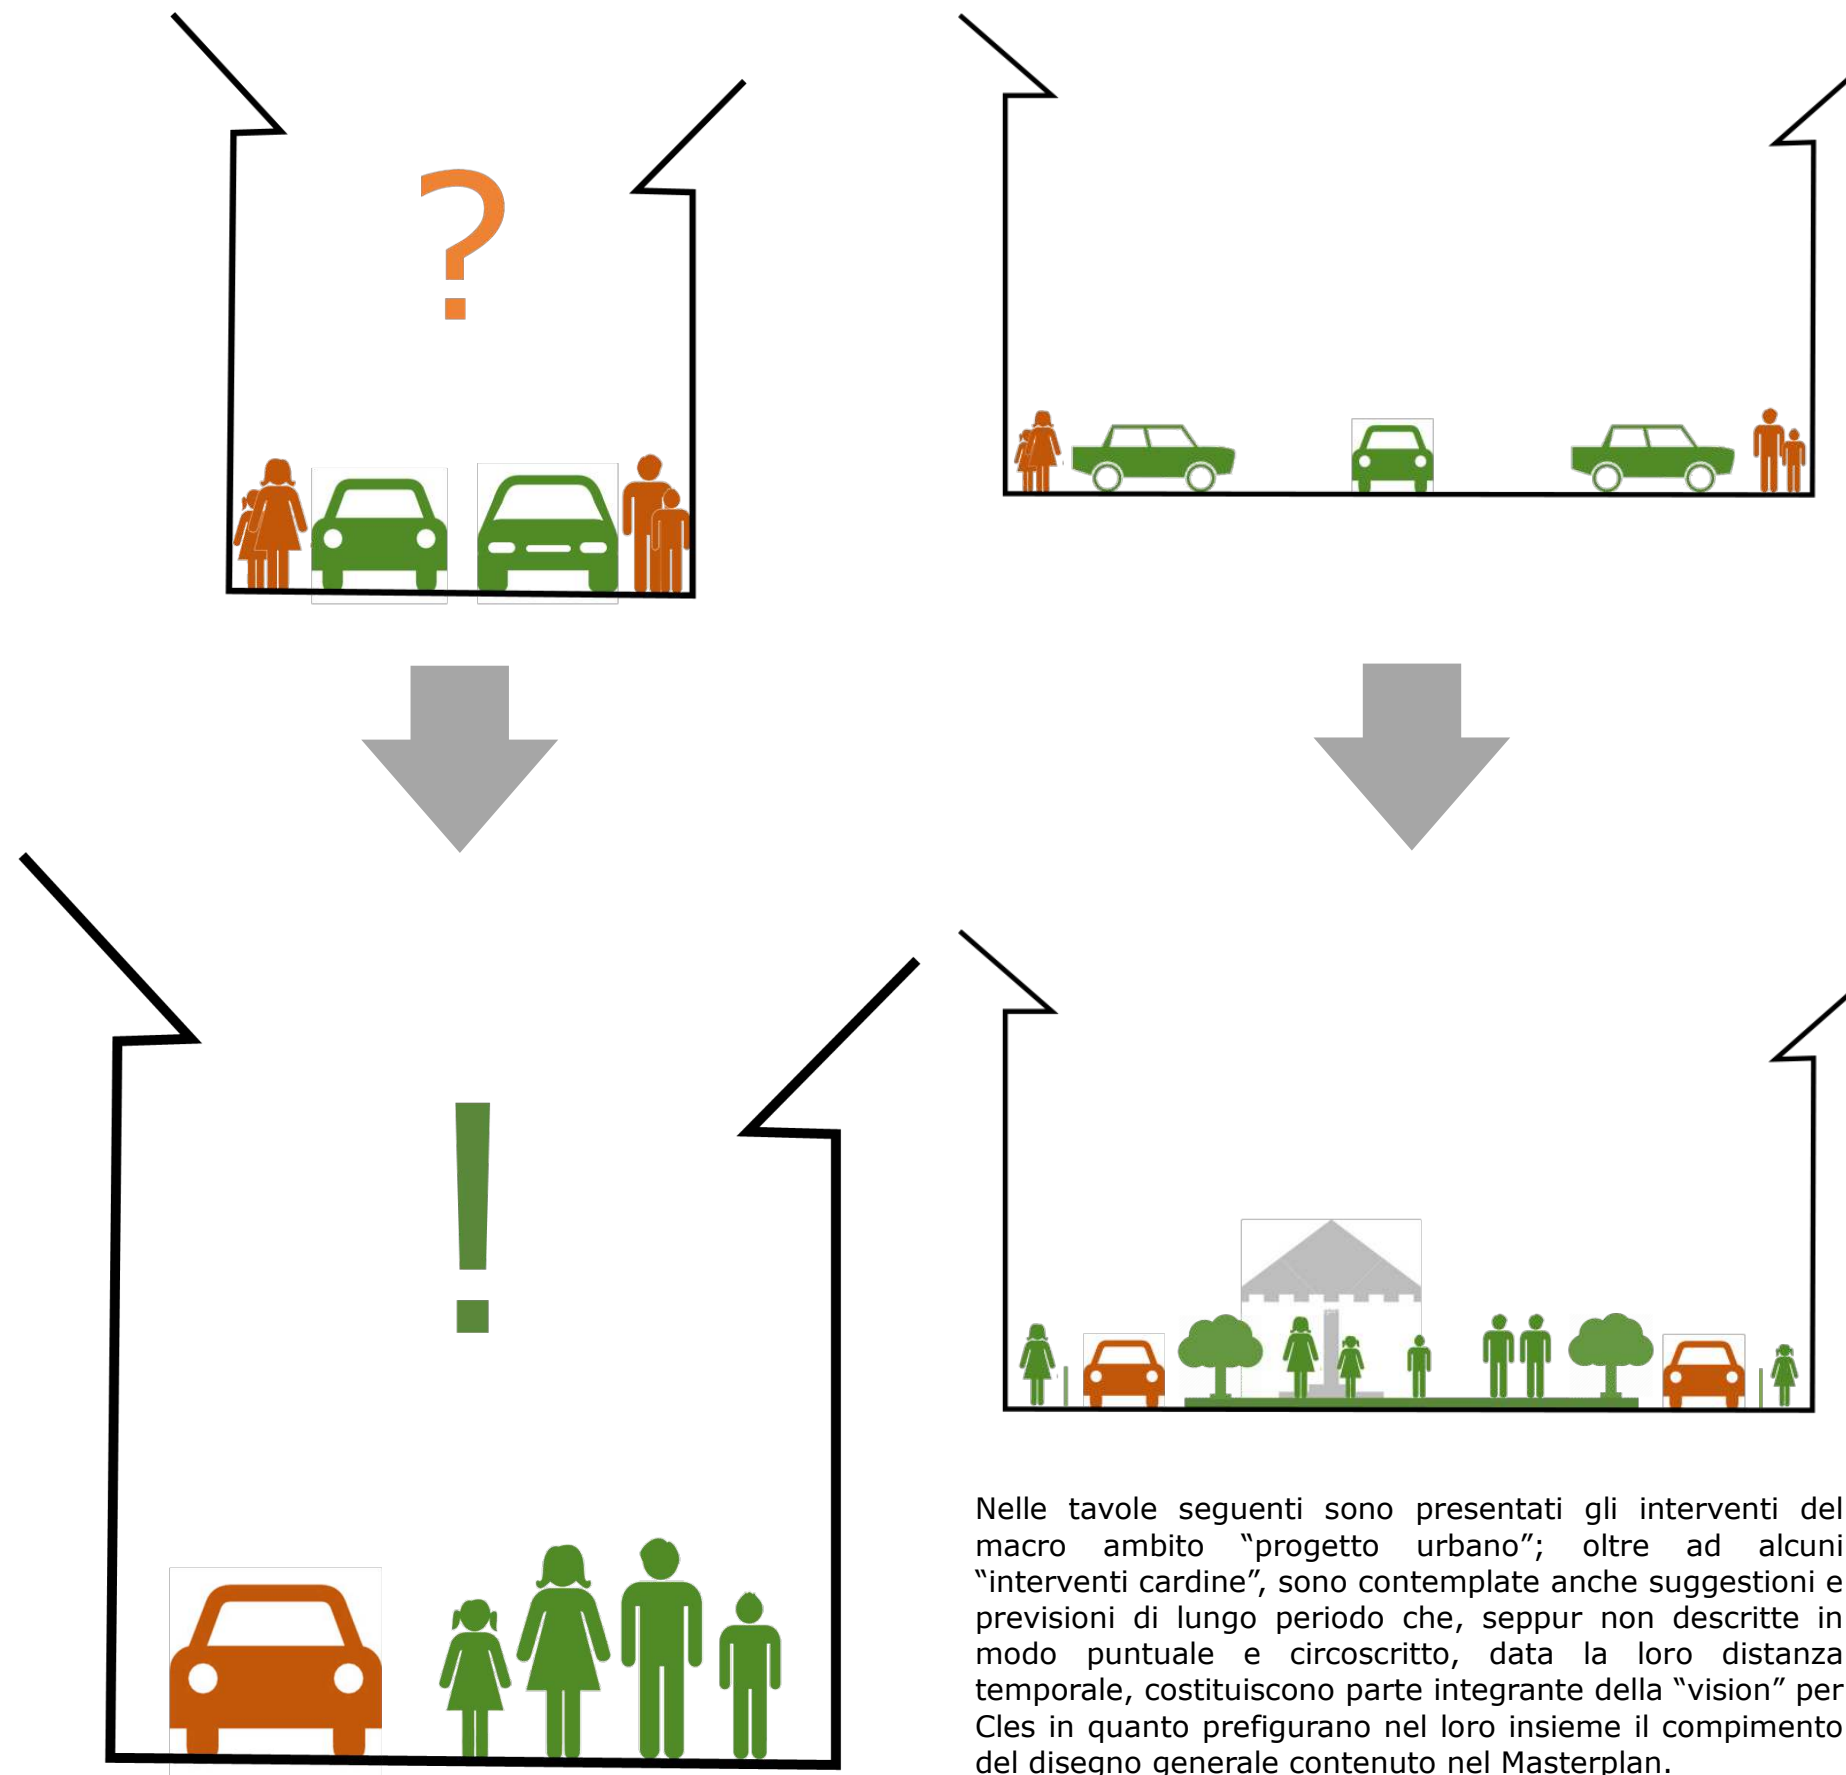 ?
!
Nelle tavole seguenti sono presentati gli interventi del
macro ambito “progetto urbano”; oltre ad alcuni
“interventi cardine”, sono contemplate anche suggestioni e
previsioni di lungo periodo che, seppur non descritte in
modo puntuale e circoscritto, data la loro distanza
temporale, costituiscono parte integrante della “vision” per
Cles in quanto prefigurano nel loro insieme il compimento
del disegno generale contenuto nel Masterplan.